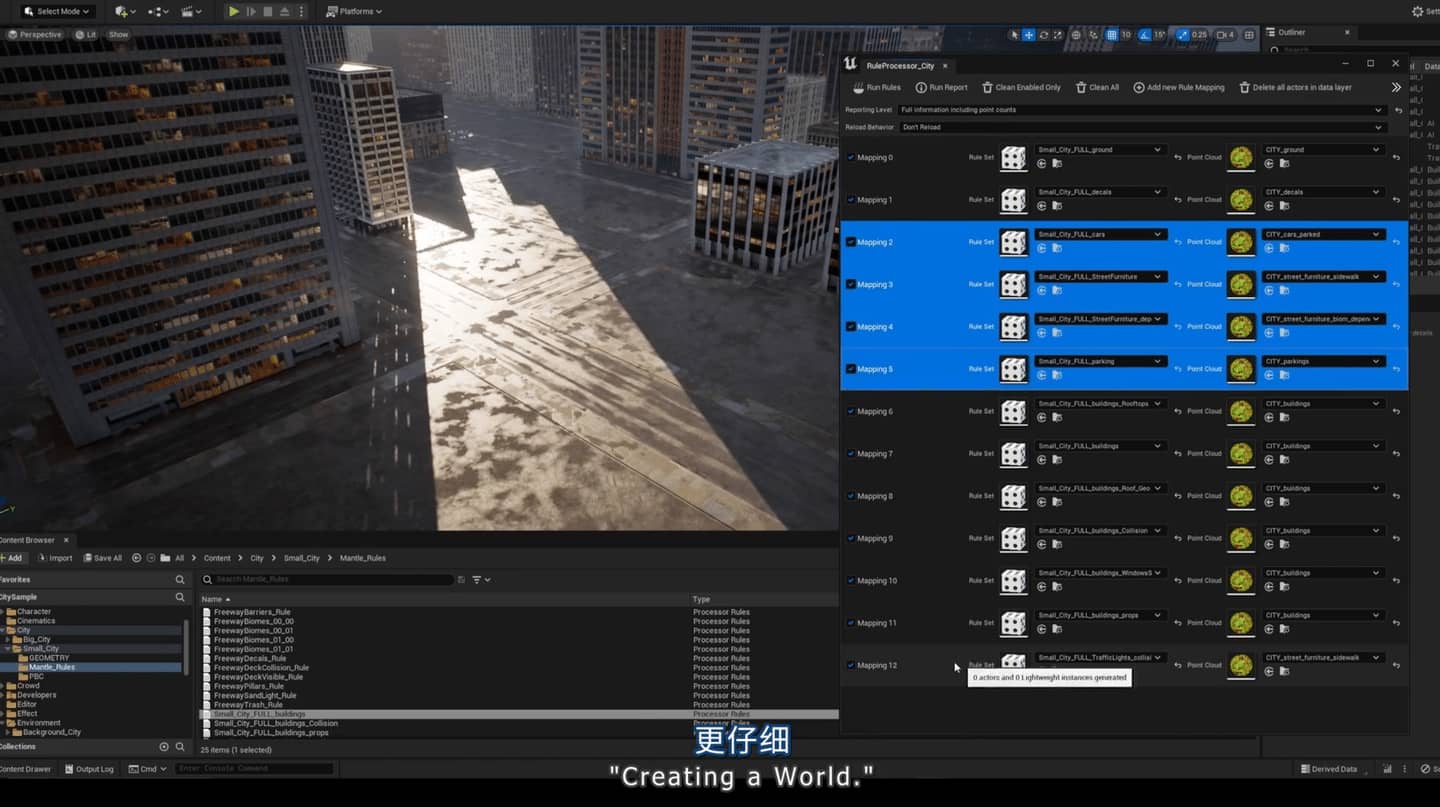 Select Mode
Platforms
Perspective
Lit
Show
10
15°
0.25
4
Outliner
RuleProcessor_City
Run Rules
Run Report
Clean Enabled Only
Clean All
Add new Rule Mapping
Delete all actors in data layer
Reporting Level Full information including point counts
Reload Behavior Don't Reload
Mapping 0 Rule Set Small_City_FULL_ground Point Cloud CITY_ground
Mapping 1 Rule Set Small_City_FULL_decals Point Cloud CITY_decals
Mapping 2 Rule Set Small_City_FULL_cars Point Cloud CITY_cars_parked
Mapping 3 Rule Set Small_City_FULL_StreetFurniture Point Cloud CITY_street_furniture_sidewalk
Mapping 4 Rule Set Small_City_FULL_StreetFurniture_dep Point Cloud CITY_street_furniture_biom_depen
Mapping 5 Rule Set Small_City_FULL_parking Point Cloud CITY_parkings
Mapping 6 Rule Set Small_City_FULL_buildings_Rooftops Point Cloud CITY_buildings
Mapping 7 Rule Set Small_City_FULL_buildings Point Cloud CITY_buildings
Mapping 8 Rule Set Small_City_FULL_buildings_Roof_Geo Point Cloud CITY_buildings
Mapping 9 Rule Set Small_City_FULL_buildings_Collision Point Cloud CITY_buildings
Mapping 10 Rule Set Small_City_FULL_buildings_WindowsS Point Cloud CITY_buildings
Mapping 11 Rule Set Small_City_FULL_buildings_props Point Cloud CITY_buildings
Mapping 12 Rule Set Small_City_FULL_TrafficLights_collisi Point Cloud CITY_street_furniture_sidewalk
0 actors and 0 Lightweight instances generated
Content Browser
Add Import Save All All Content City Small_City Mantle_Rules
Favorites
CitySample
Character
Cinematics
City
Big_City
Small_City
GEOMETRY
Mantle_Rules
PBC
Crowd
Developers
Editor
Effect
Environment
Background_City
Collections
Search Mantle_Rules
Name Type
FreewayBarriers_Rule Processor Rules
FreewayBiomes_00_00 Processor Rules
FreewayBiomes_00_01 Processor Rules
FreewayBiomes_01_00 Processor Rules
FreewayBiomes_01_01 Processor Rules
FreewayDecals_Rule Processor Rules
FreewayDeckCollision_Rule Processor Rules
FreewayDeckVisible_Rule Processor Rules
FreewayPillars_Rule Processor Rules
FreewaySandLight_Rule Processor Rules
FreewayTrash_Rule Processor Rules
Small_City_FULL_buildings Processor Rules
Small_City_FULL_buildings_Collision Processor Rules
Small_City_FULL_buildings_props
25 items (1 selected)
Content Drawer Output Log Cmd Enter Console Command
Derived Data
更仔细
"Creating a World."